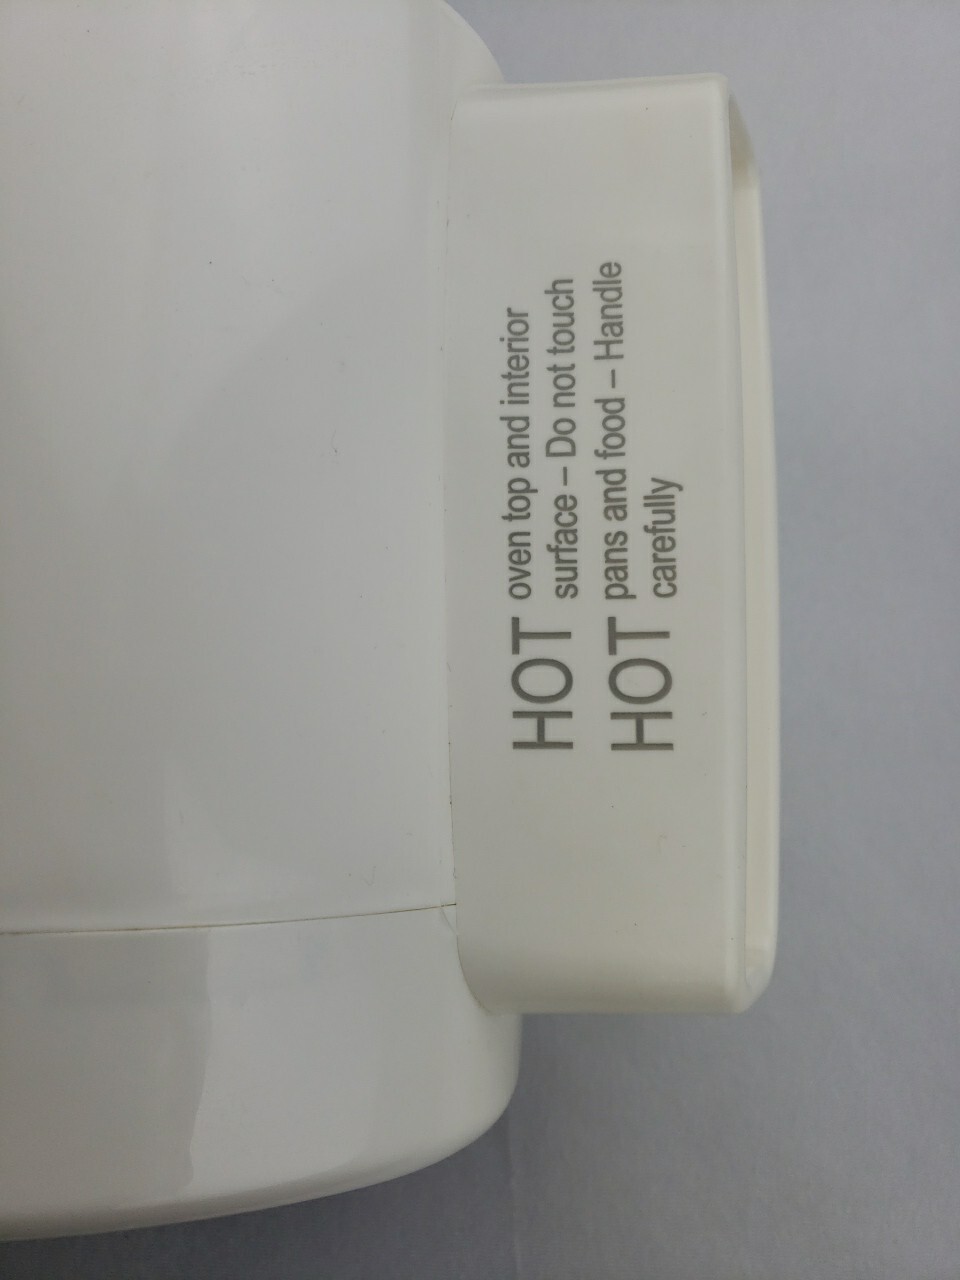 HOT oven top and interior
surface – Do not touch
HOT pans and food – Handle
carefully